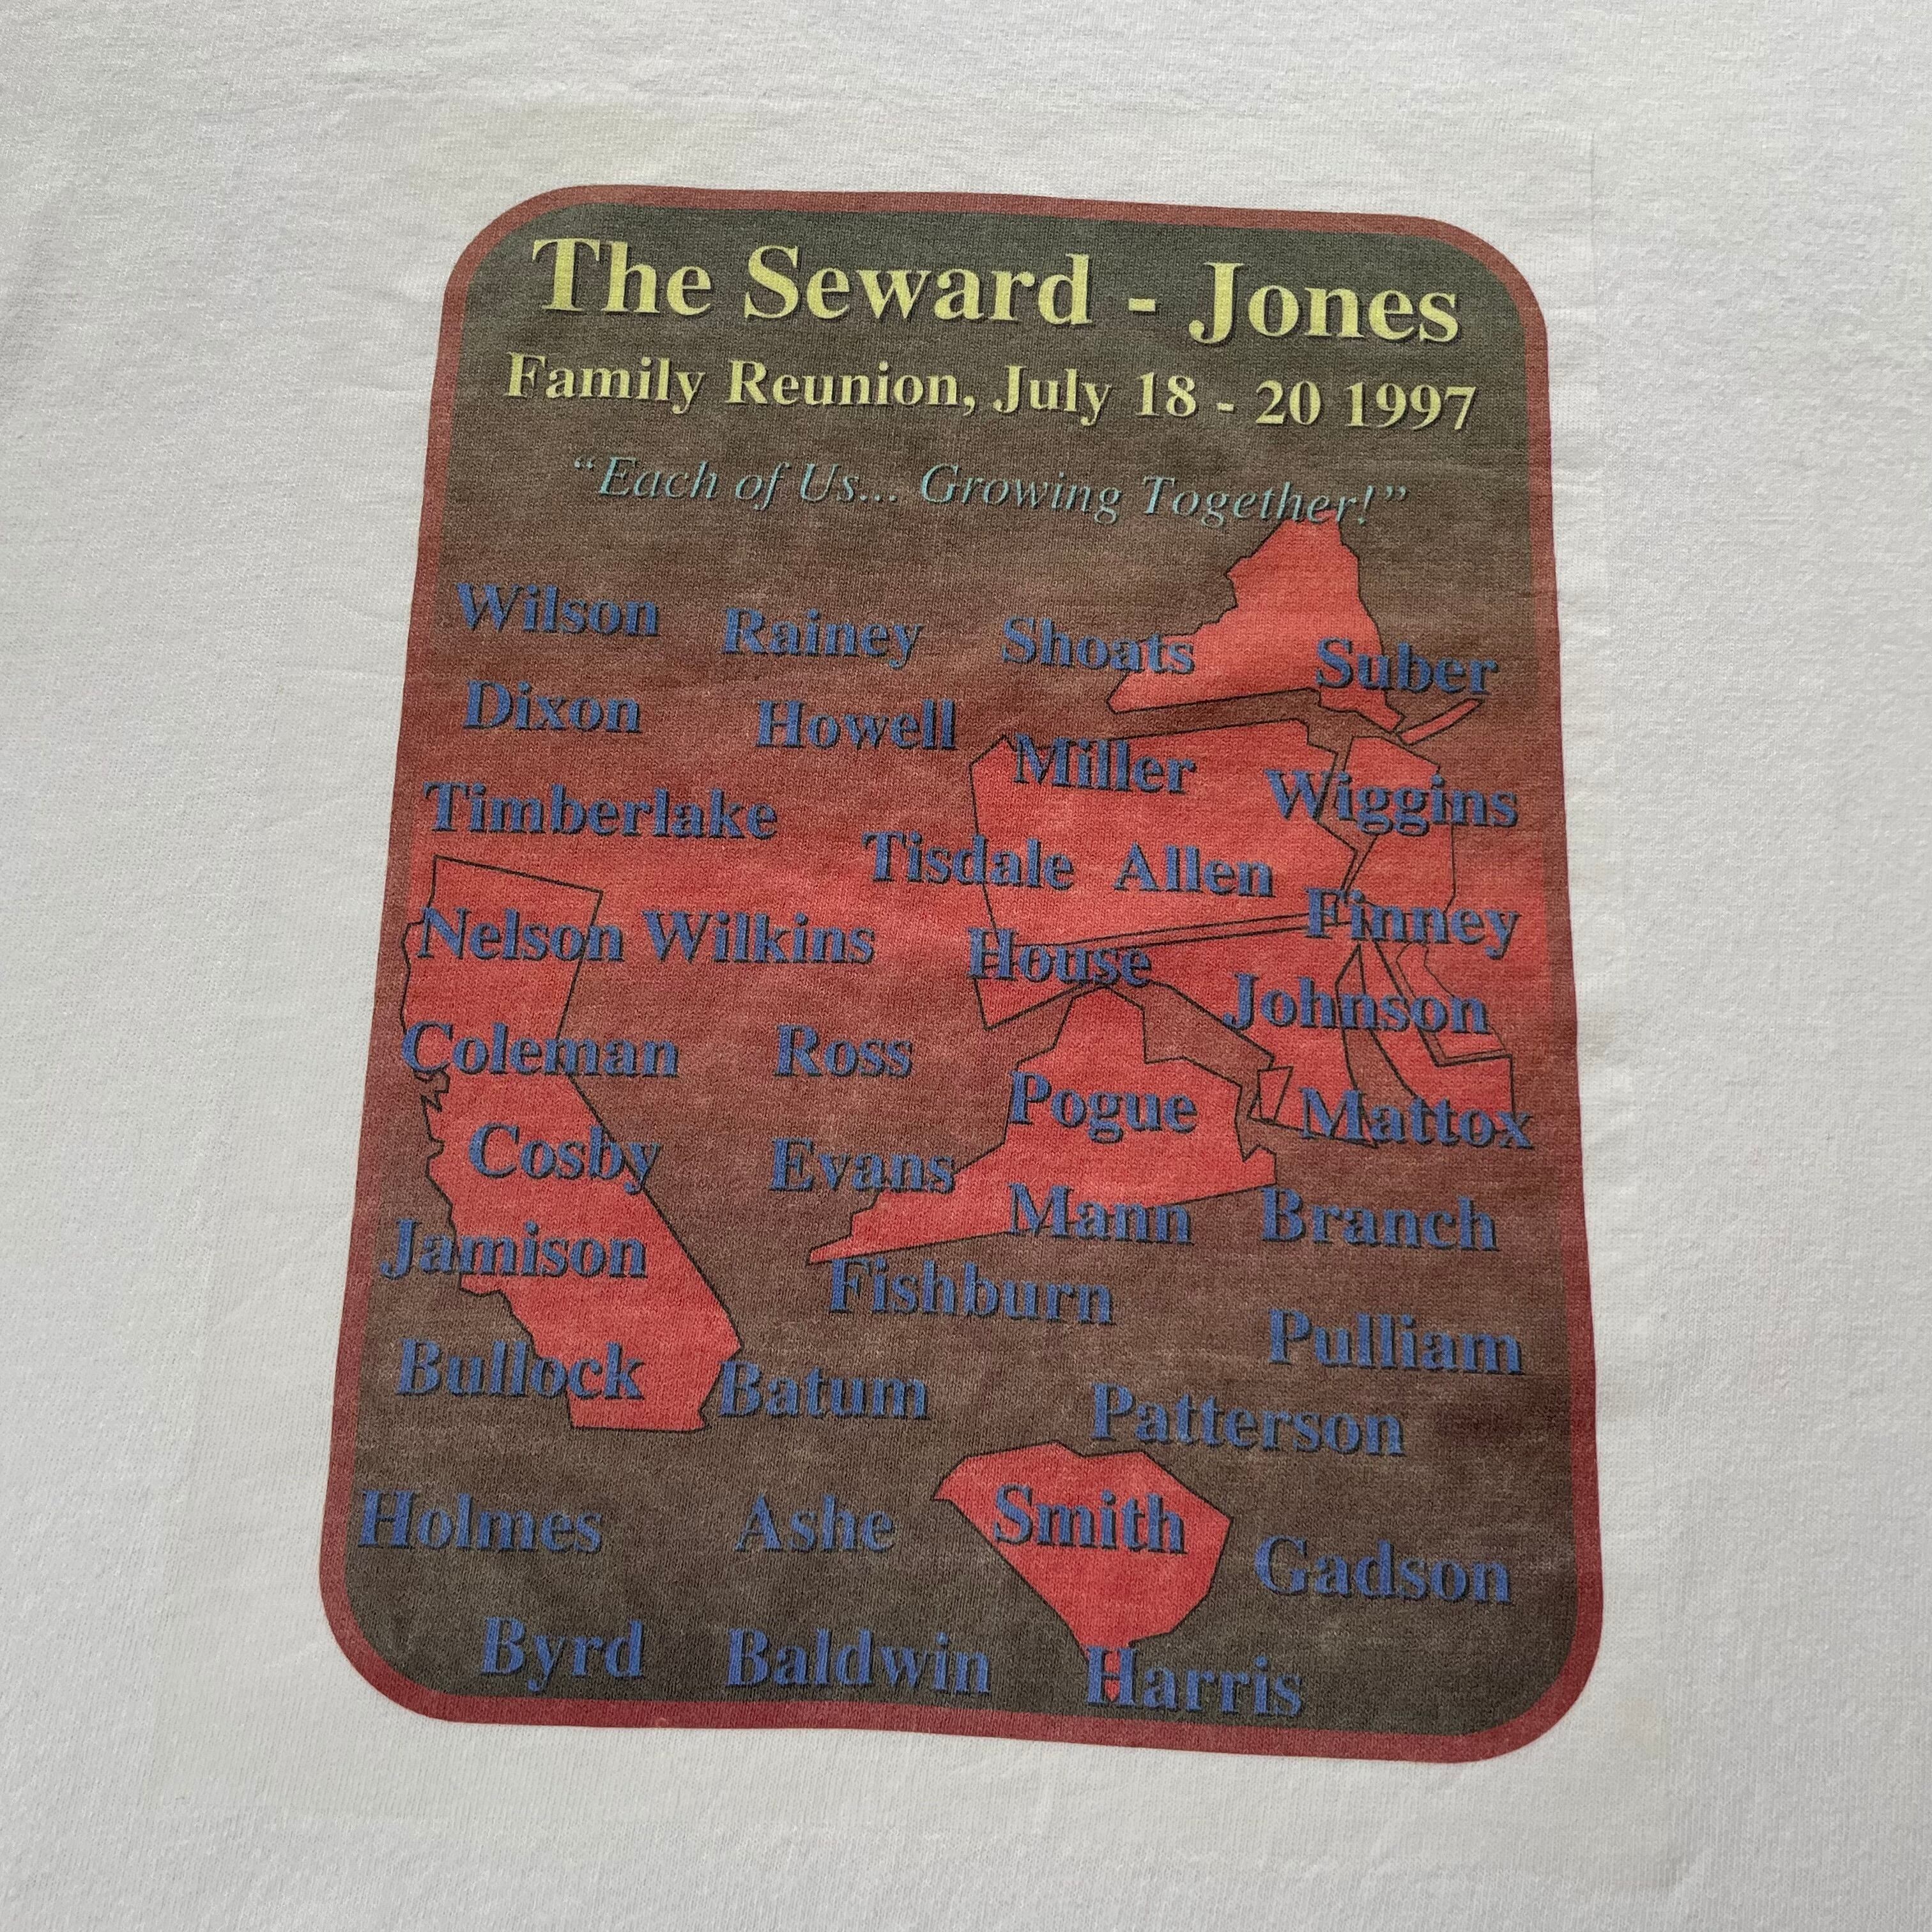 The Seward - Jones
Family Reunion, July 18 - 20 1997
“Each of Us... Growing Together!”
Wilson Rainey Shoats Suber
Dixon Howell Miller Wiggins
Timberlake Tisdale Allen Finney
Nelson Wilkins House Johnson
Coleman Ross Pogue Mattox
Cosby Evans Mann Branch
Jamison Fishburn Pulliam
Bullock Batum Patterson
Holmes Ashe Smith Gadson
Byrd Baldwin Harris